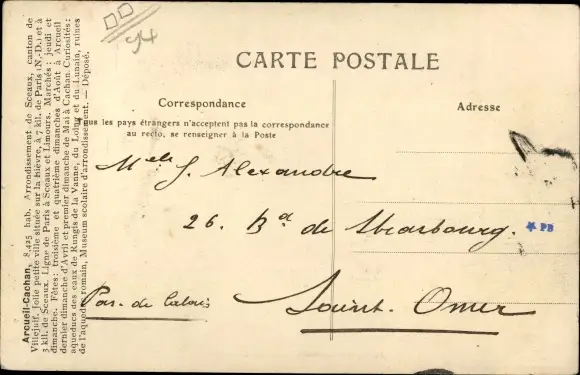 94
CARTE POSTALE
Correspondance
Adresse
us les pays étrangers n'acceptent pas la correspondance
au recto, se renseigner à la Poste
Melle J. Alexandre
26. Bd de Strasbourg.
PB
Pas-de Calais
Saint. Omer
Arcueil-Cachan, 8.425 hab. Arrondissement de Sceaux, canton de
Villejuif. Jolie petite ville située sur la Bièvre, à 7 kil. de Paris (N.-D.) et à
3 kil. de Sceaux. Ligne de Paris à Sceaux et Limours. Marchés: jeudi et
dimanche. Fêtes: troisième et quatrième dimanches d'Août à Arcueil
dernier dimanche d'Avril et premier dimanche de Mai à Cachan. Curiosités:
aqueducs des eaux de Rungis de la Vanne, du Loing et du Lunain, ruines
de l'aqueduc romain, Museum scolaire d'arrondissement. — Déposé.